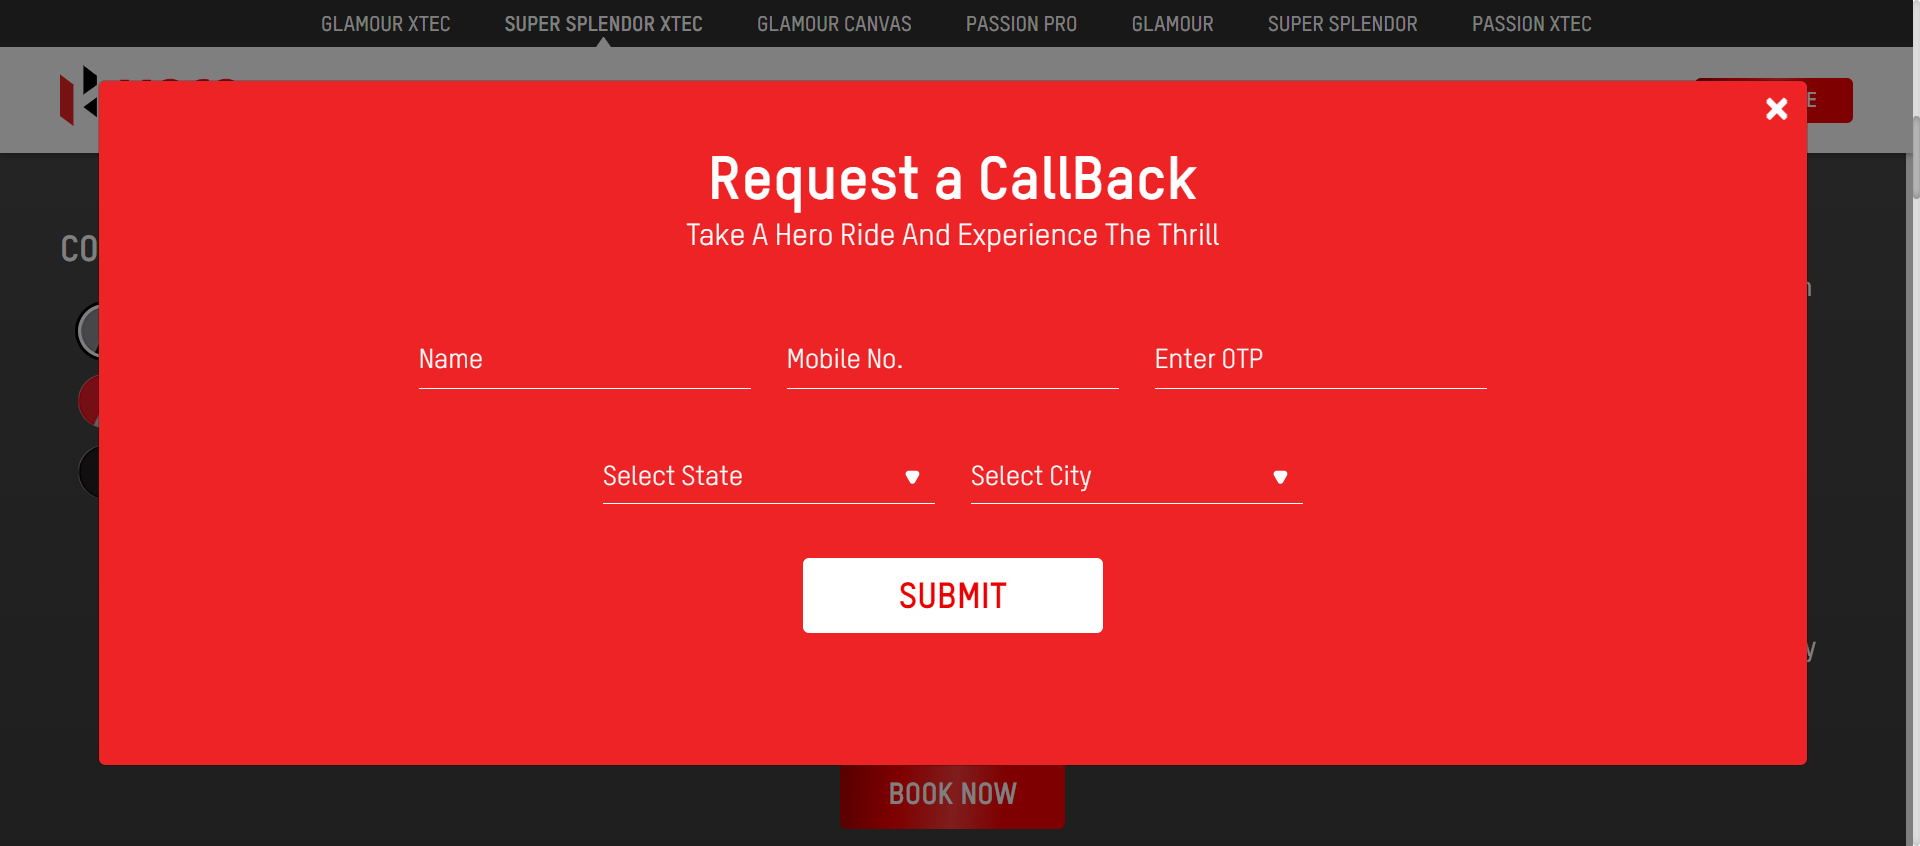 GLAMOUR XTEC SUPER SPLENDOR XTEC GLAMOUR CANVAS PASSION PRO GLAMOUR SUPER SPLENDOR PASSION XTEC
Request a CallBack
Take A Hero Ride And Experience The Thrill
CO
Name Mobile No. Enter OTP
Select State Select City
SUBMIT
BOOK NOW